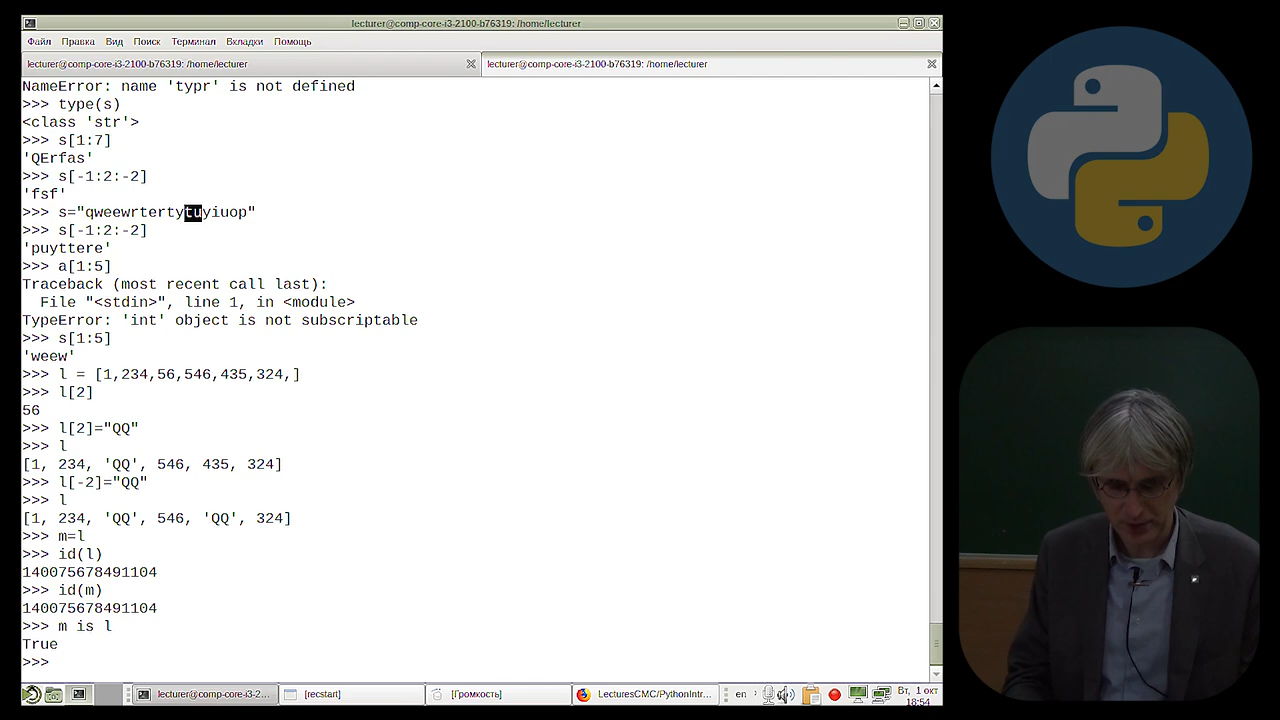 lecturer@comp-core-i3-2100-b76319: /home/lecturer
Файл Правка Вид Поиск Терминал Вкладки Помощь
lecturer@comp-core-i3-2100-b76319: /home/lecturer
lecturer@comp-core-i3-2100-b76319: /home/lecturer
NameError: name 'typr' is not defined
>>> type(s)
<class 'str'>
>>> s[1:7]
'QErfas'
>>> s[-1:2:-2]
'fsf'
>>> s="qweewrtertytuyiuop"
>>> s[-1:2:-2]
'puyttere'
>>> a[1:5]
Traceback (most recent call last):
  File "<stdin>", line 1, in <module>
TypeError: 'int' object is not subscriptable
>>> s[1:5]
'weew'
>>> l = [1,234,56,546,435,324,]
>>> l[2]
56
>>> l[2]="QQ"
>>> l
[1, 234, 'QQ', 546, 435, 324]
>>> l[-2]="QQ"
>>> l
[1, 234, 'QQ', 546, 'QQ', 324]
>>> m=l
>>> id(l)
140075678491104
>>> id(m)
140075678491104
>>> m is l
True
>>>
lecturer@comp-core-i3-2... [recstart] [Громкость] LecturesCMC/PythonIntr... en Вт, 1 окт
18:54